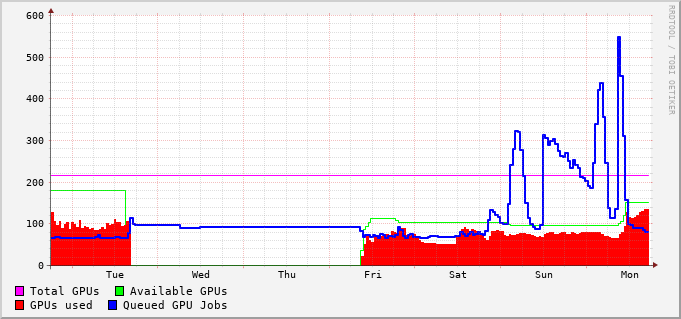 600
500
400
300
200
100
0
Tue Wed Thu Fri Sat Sun Mon
Total GPUs Available GPUs
GPUs used Queued GPU Jobs
RRDTOOL / TOBI OETIKER